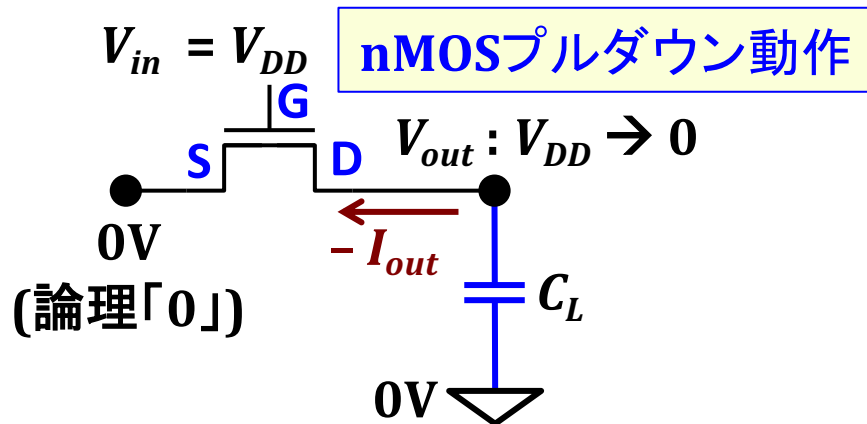 V_in = V_DD
nMOSプルダウン動作
G
S
D
V_out : V_DD → 0
0V
− I_out
(論理「0」)
C_L
0V